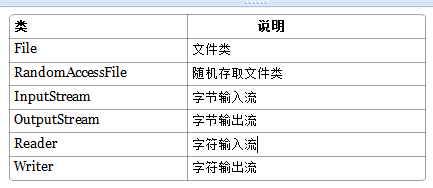 类 说明
File 文件类
RandomAccessFile 随机存取文件类
InputStream 字节输入流
OutputStream 字节输出流
Reader 字符输入流
Writer 字符输出流